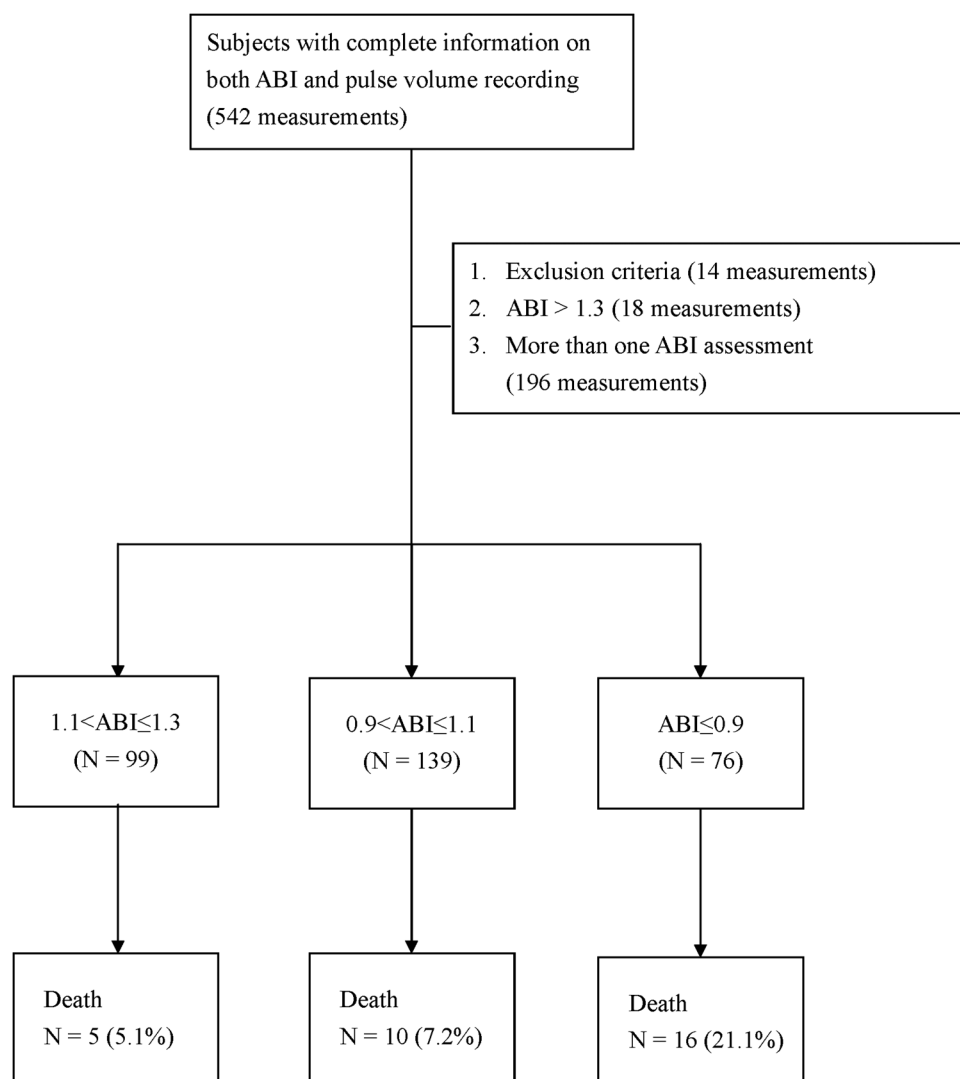 Subjects with complete information on
both ABI and pulse volume recording
(542 measurements)
1. Exclusion criteria (14 measurements)
2. ABI > 1.3 (18 measurements)
3. More than one ABI assessment
(196 measurements)
1.1<ABI≤1.3
(N = 99)
0.9<ABI≤1.1
(N = 139)
ABI≤0.9
(N = 76)
Death
N = 5 (5.1%)
Death
N = 10 (7.2%)
Death
N = 16 (21.1%)